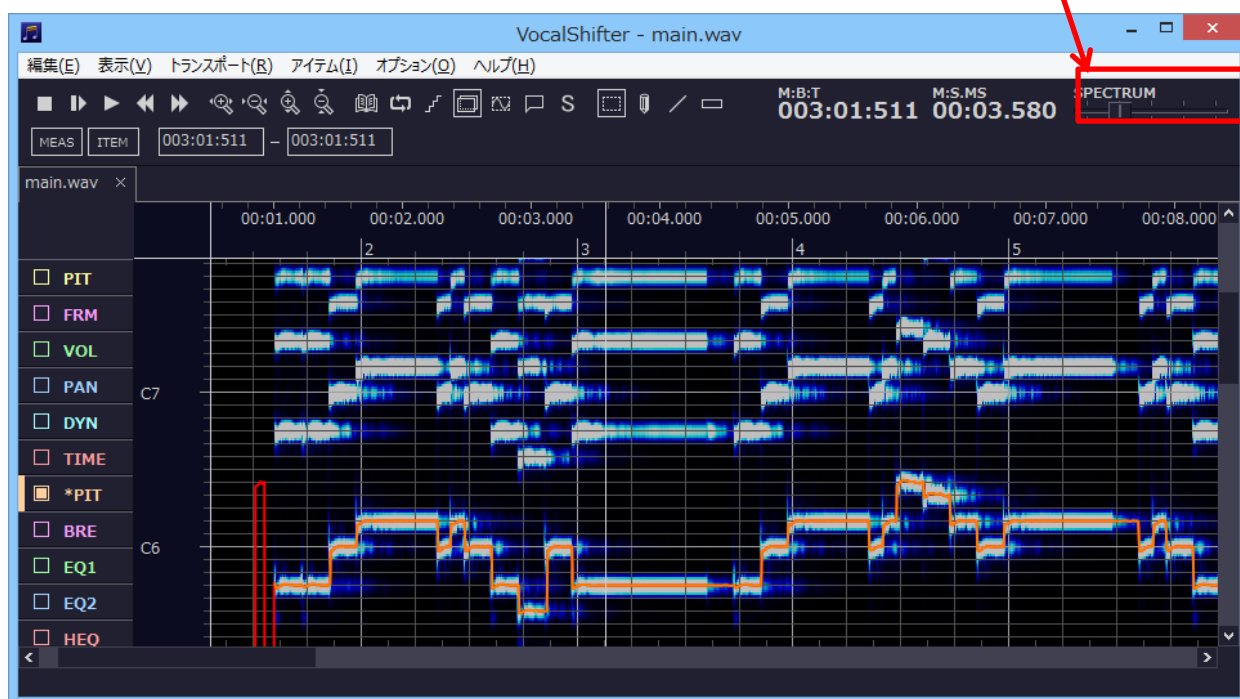 VocalShifter - main.wav
編集(E) 表示(V) トランスポート(R) アイテム(I) オプション(O) ヘルプ(H)
S
M:B:T
003:01:511
M:S.MS
00:03.580
SPECTRUM
MEAS ITEM 003:01:511 – 003:01:511
main.wav
00:01.000 00:02.000 00:03.000 00:04.000 00:05.000 00:06.000 00:07.000 00:08.000
2 3 4 5
PIT
FRM
VOL
PAN
C7
DYN
TIME
*PIT
BRE
C6
EQ1
EQ2
HEQ